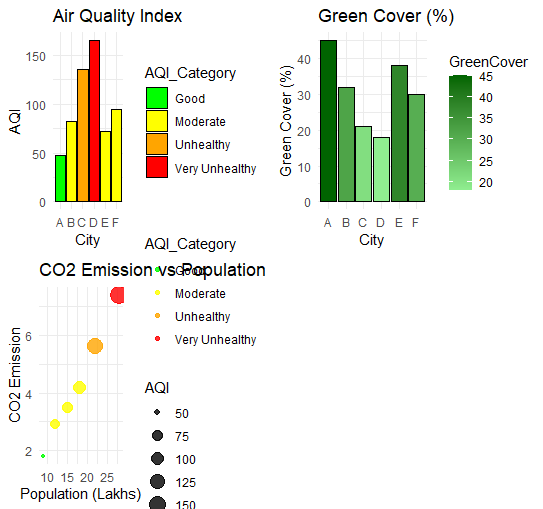 Air Quality Index
AQI
150
100
50
0
A B C D E F
City
AQI_Category
Good
Moderate
Unhealthy
Very Unhealthy
Green Cover (%)
Green Cover (%)
40
30
20
10
0
A B C D E F
City
GreenCover
45
40
35
30
25
20
CO2 Emission vs Population
CO2 Emission
6
4
2
10 15 20 25
Population (Lakhs)
AQI_Category
Good
Moderate
Unhealthy
Very Unhealthy
AQI
50
75
100
125
150